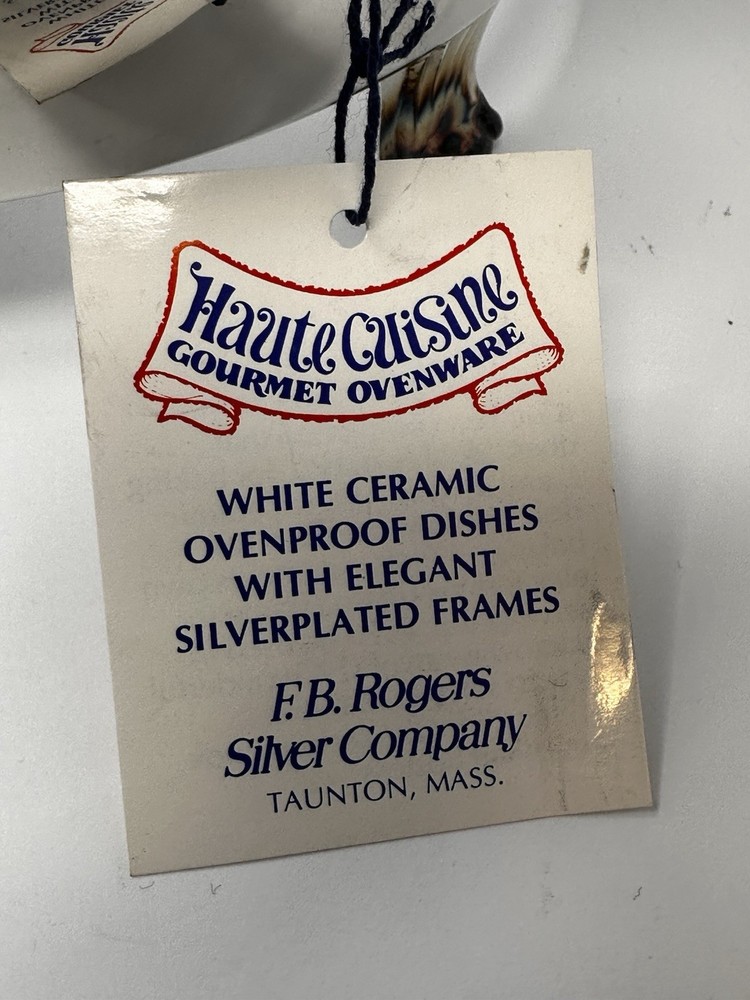 Haute Cuisine
GOURMET OVENWARE
WHITE CERAMIC
OVENPROOF DISHES
WITH ELEGANT
SILVERPLATED FRAMES
F.B. Rogers
Silver Company
TAUNTON, MASS.